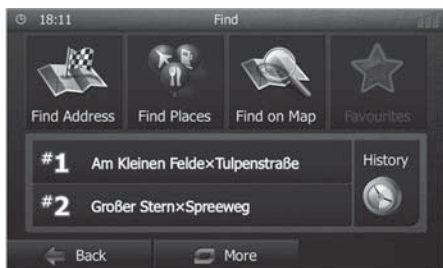 18:11 Find
Find Address Find Places Find on Map Favourites
#1 Am Kleinen Felde×Tulpenstraße History
#2 Großer Stern×Spreeweg
Back More